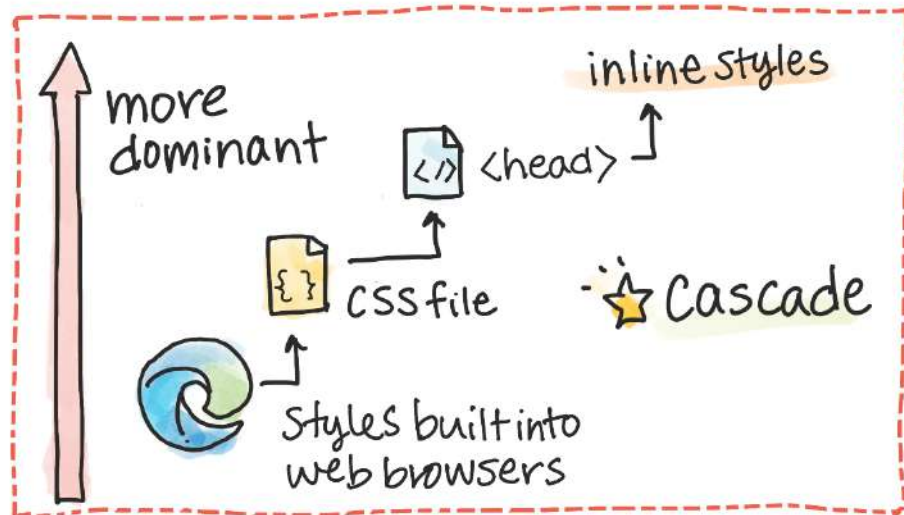 more
dominant
inline styles
</> <head>
{ } CSS file
Cascade
Styles built into
web browsers